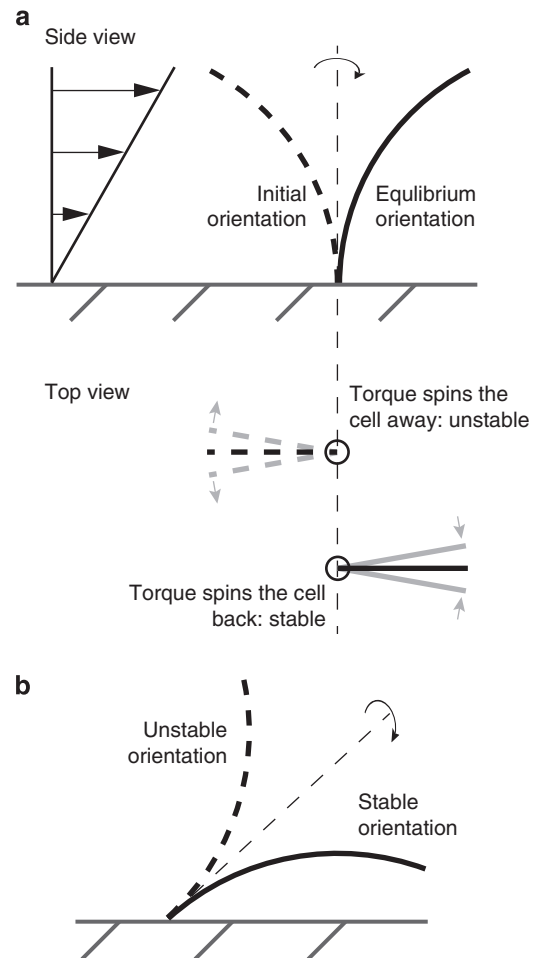 a
Side view
Initial
orientation
Equlibrium
orientation
Top view
Torque spins the
cell away: unstable
Torque spins the cell
back: stable
b
Unstable
orientation
Stable
orientation